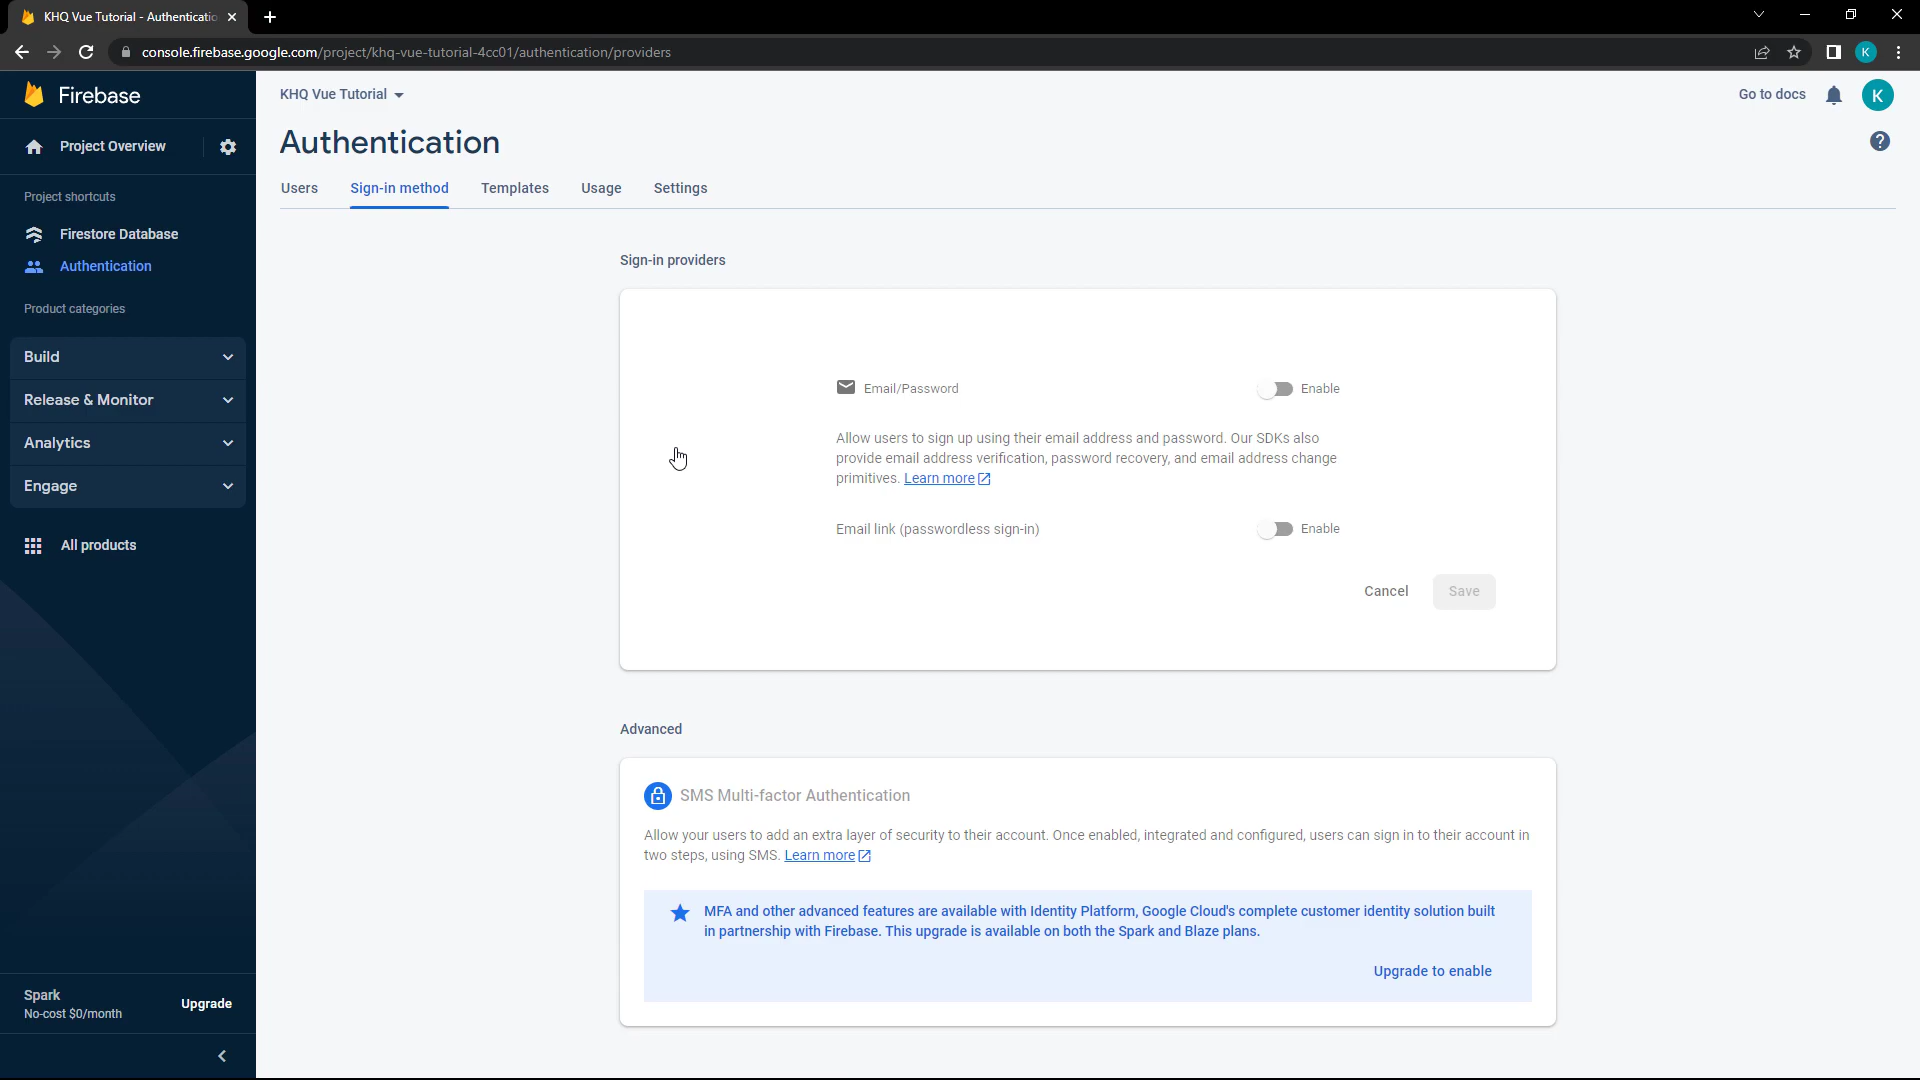 KHQ Vue Tutorial - Authenticatio
console.firebase.google.com/project/khq-vue-tutorial-4cc01/authentication/providers
K
Firebase
Project Overview
Project shortcuts
Firestore Database
Authentication
Product categories
Build
Release & Monitor
Analytics
Engage
All products
Spark
No-cost $0/month
Upgrade
KHQ Vue Tutorial
Go to docs
K
Authentication
?
Users Sign-in method Templates Usage Settings
Sign-in providers
Email/Password Enable
Allow users to sign up using their email address and password. Our SDKs also
provide email address verification, password recovery, and email address change
primitives. Learn more
Email link (passwordless sign-in) Enable
Cancel Save
Advanced
SMS Multi-factor Authentication
Allow your users to add an extra layer of security to their account. Once enabled, integrated and configured, users can sign in to their account in
two steps, using SMS. Learn more
MFA and other advanced features are available with Identity Platform, Google Cloud's complete customer identity solution built
in partnership with Firebase. This upgrade is available on both the Spark and Blaze plans.
Upgrade to enable